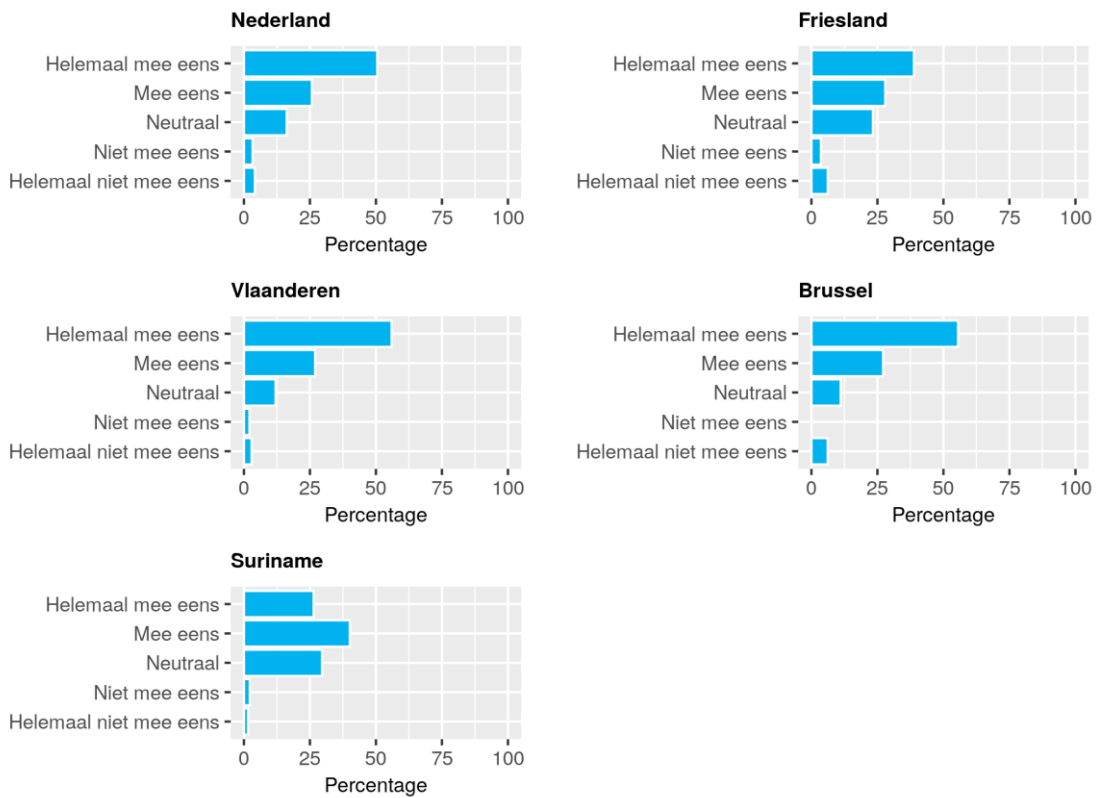 Nederland
Helemaal mee eens
Mee eens
Neutraal
Niet mee eens
Helemaal niet mee eens
0 25 50 75 100
Percentage
Friesland
Helemaal mee eens
Mee eens
Neutraal
Niet mee eens
Helemaal niet mee eens
0 25 50 75 100
Percentage
Vlaanderen
Helemaal mee eens
Mee eens
Neutraal
Niet mee eens
Helemaal niet mee eens
0 25 50 75 100
Percentage
Brussel
Helemaal mee eens
Mee eens
Neutraal
Niet mee eens
Helemaal niet mee eens
0 25 50 75 100
Percentage
Suriname
Helemaal mee eens
Mee eens
Neutraal
Niet mee eens
Helemaal niet mee eens
0 25 50 75 100
Percentage